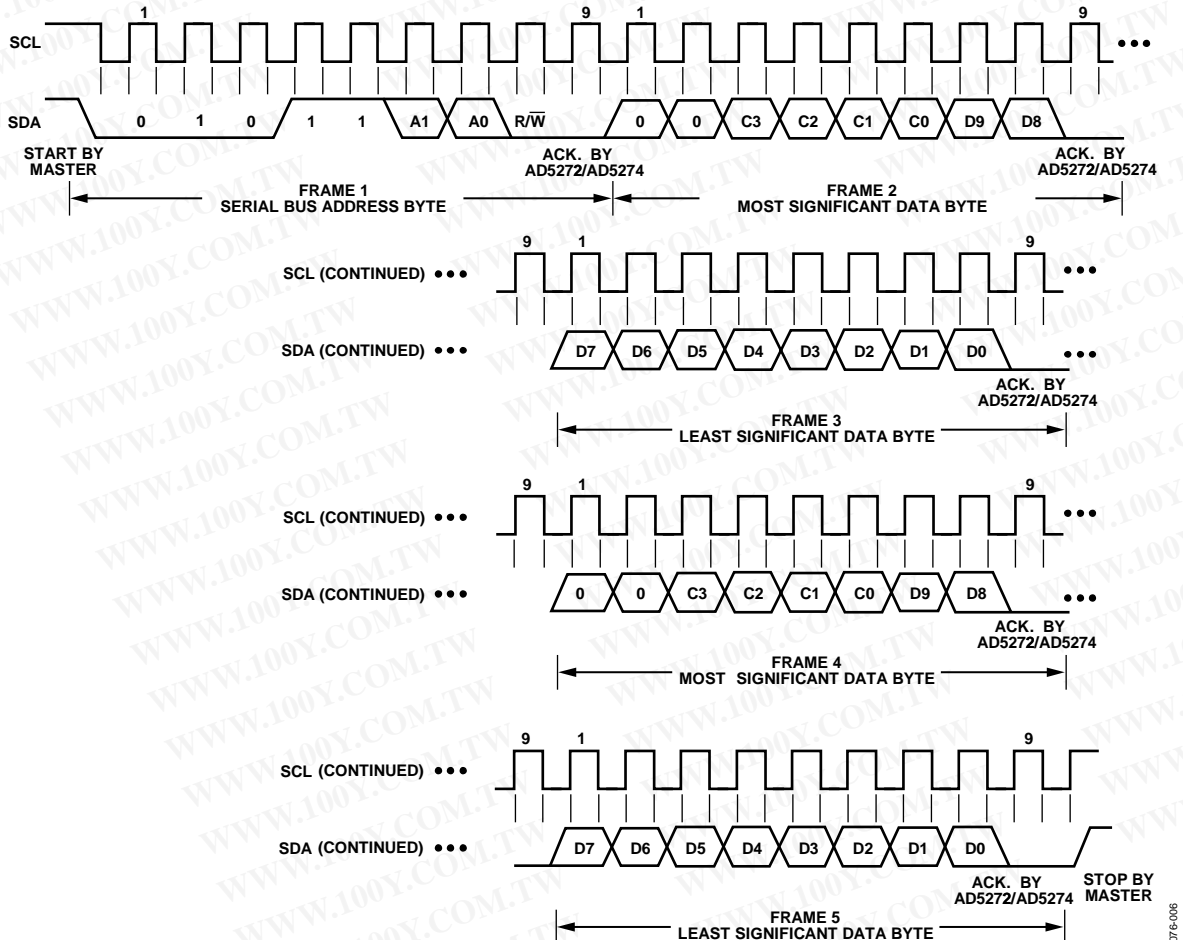 1 9 1 9
SCL
SDA 0 1 0 1 1 A1 A0 R/W̅ 0 0 C3 C2 C1 C0 D9 D8
START BY
MASTER
ACK. BY
AD5272/AD5274
ACK. BY
AD5272/AD5274
FRAME 1
SERIAL BUS ADDRESS BYTE
FRAME 2
MOST SIGNIFICANT DATA BYTE
9 1 9
SCL (CONTINUED)
SDA (CONTINUED) D7 D6 D5 D4 D3 D2 D1 D0
ACK. BY
AD5272/AD5274
FRAME 3
LEAST SIGNIFICANT DATA BYTE
9 1 9
SCL (CONTINUED)
SDA (CONTINUED) 0 0 C3 C2 C1 C0 D9 D8
ACK. BY
AD5272/AD5274
FRAME 4
MOST SIGNIFICANT DATA BYTE
9 1 9
SCL (CONTINUED)
SDA (CONTINUED) D7 D6 D5 D4 D3 D2 D1 D0
ACK. BY
AD5272/AD5274
STOP BY
MASTER
FRAME 5
LEAST SIGNIFICANT DATA BYTE
WWW.100Y.COM.TW